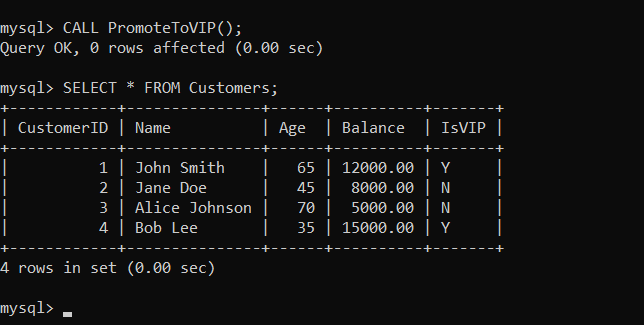 mysql> CALL PromoteToVIP();
Query OK, 0 rows affected (0.00 sec)
mysql> SELECT * FROM Customers;
+------------+---------------+------+----------+-------+
| CustomerID | Name          | Age  | Balance  | IsVIP |
+------------+---------------+------+----------+-------+
|          1 | John Smith    |   65 | 12000.00 | Y     |
|          2 | Jane Doe      |   45 |  8000.00 | N     |
|          3 | Alice Johnson |   70 |  5000.00 | N     |
|          4 | Bob Lee       |   35 | 15000.00 | Y     |
+------------+---------------+------+----------+-------+
4 rows in set (0.00 sec)
mysql> _